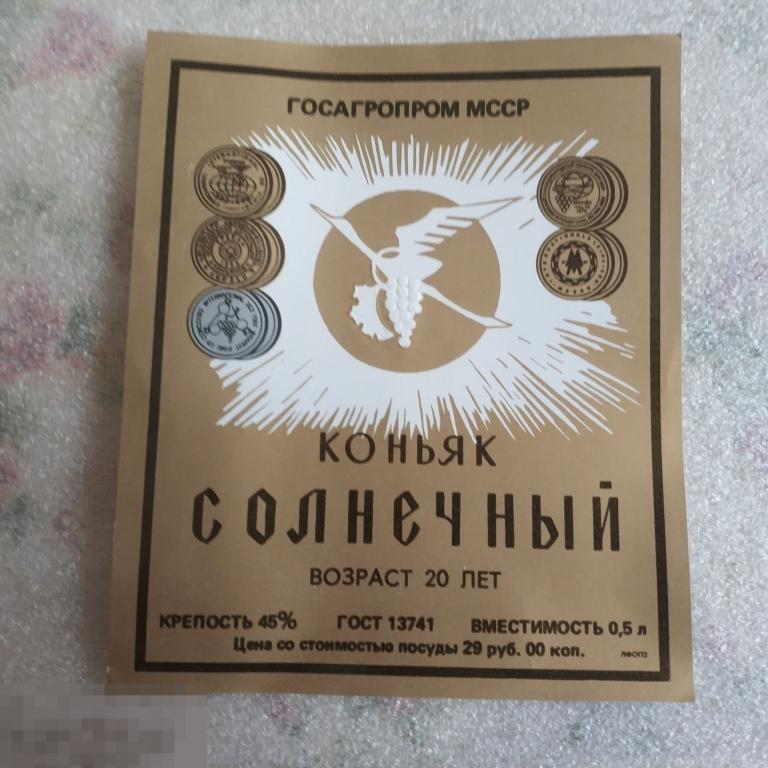 ГОСАГРОПРОМ МССР
КОНЬЯК
СОЛНЕЧНЫЙ
ВОЗРАСТ 20 ЛЕТ
КРЕПОСТЬ 45% ГОСТ 13741 ВМЕСТИМОСТЬ 0,5 л
Цена со стоимостью посуды 29 руб. 00 коп.